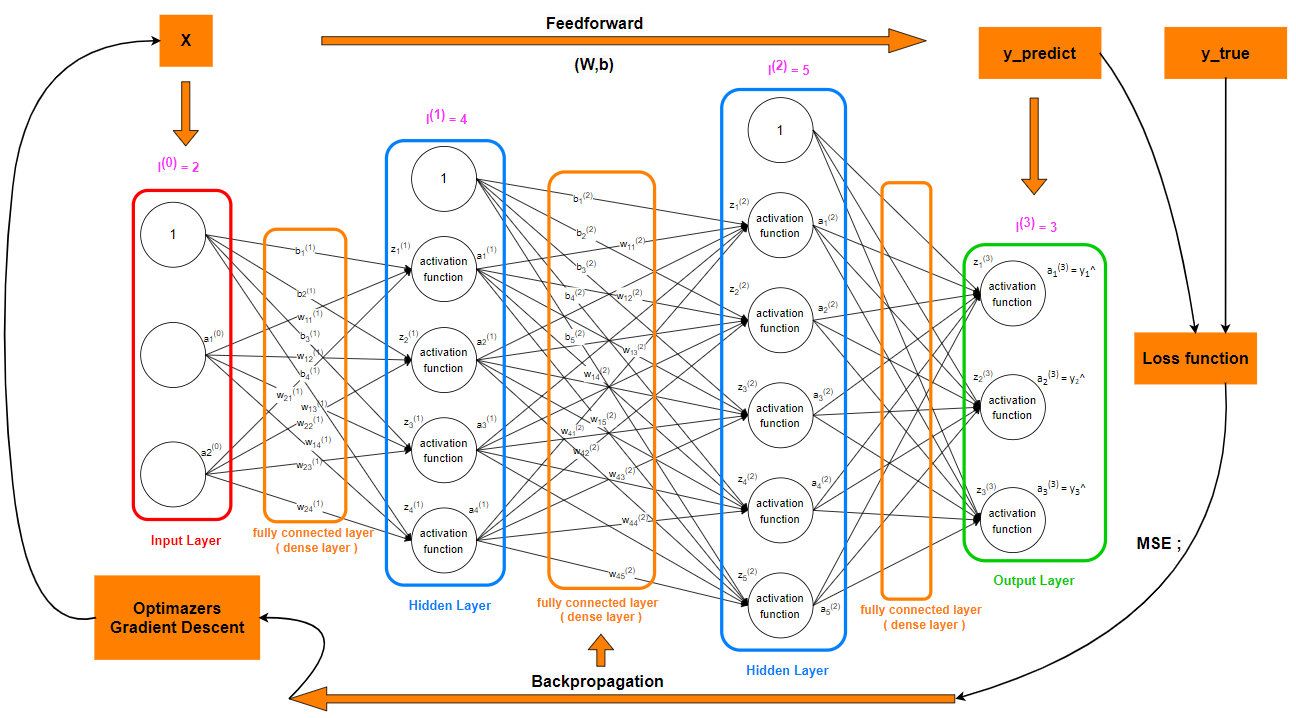 Feedforward
(W,b)
X
y_predict
y_true
l(0) = 2
l(1) = 4
l(2) = 5
l(3) = 3
1
a1(0)
a2(0)
Input Layer
b1(1)
b2(1)
w11(1)
b3(1)
w12(1)
b4(1)
w21(1)
w13(1)
w22(1)
w14(1)
w23(1)
w24(1)
fully connected layer
( dense layer )
1
z1(1)
activation
function
a1(1)
z2(1)
activation
function
a2(1)
z3(1)
activation
function
a3(1)
z4(1)
activation
function
a4(1)
Hidden Layer
b1(2)
b2(2)
w11(2)
b3(2)
b4(2)
w12(2)
b5(2)
w13(2)
w14(2)
w15(2)
w41(2)
w42(2)
w43(2)
w44(2)
w45(2)
fully connected layer
( dense layer )
1
z1(2)
activation
function
a1(2)
z2(2)
activation
function
a2(2)
z3(2)
activation
function
a3(2)
z4(2)
activation
function
a4(2)
z5(2)
activation
function
a5(2)
Hidden Layer
fully connected layer
( dense layer )
z1(3)
activation
function
a1(3) = y1^
z2(3)
activation
function
a2(3) = y2^
z3(3)
activation
function
a3(3) = y3^
Output Layer
Loss function
MSE ;
Backpropagation
Optimazers
Gradient Descent